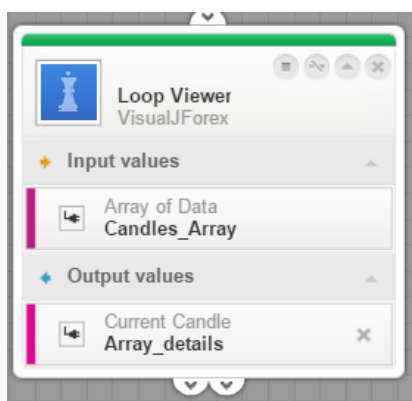 Loop Viewer
VisualJForex
Input values
Array of Data
Candles_Array
Output values
Current Candle
Array_details